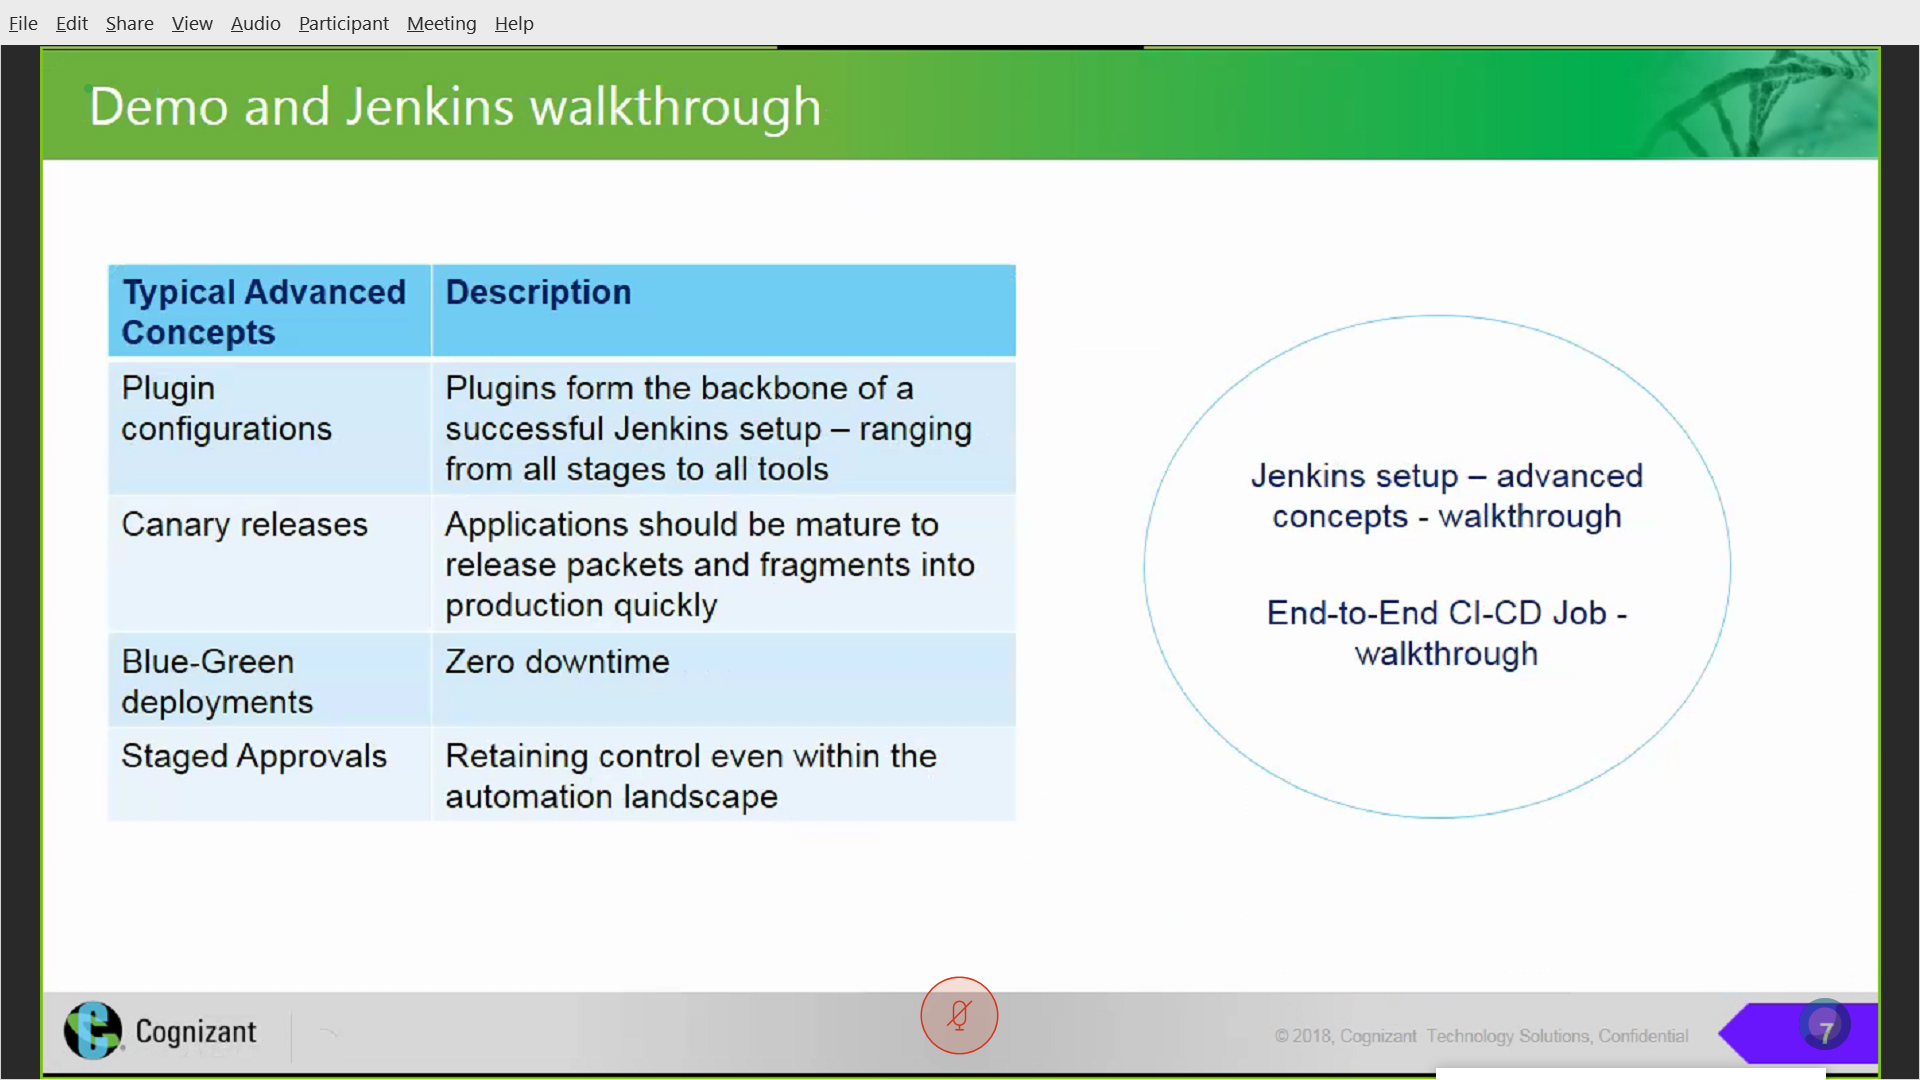 File Edit Share View Audio Participant Meeting Help
Demo and Jenkins walkthrough
Typical Advanced
Concepts
Description
Plugin
configurations
Plugins form the backbone of a
successful Jenkins setup – ranging
from all stages to all tools
Canary releases
Applications should be mature to
release packets and fragments into
production quickly
Blue-Green
deployments
Zero downtime
Staged Approvals
Retaining control even within the
automation landscape
Jenkins setup – advanced
concepts - walkthrough
End-to-End CI-CD Job -
walkthrough
Cognizant
© 2018, Cognizant Technology Solutions, Confidential
7